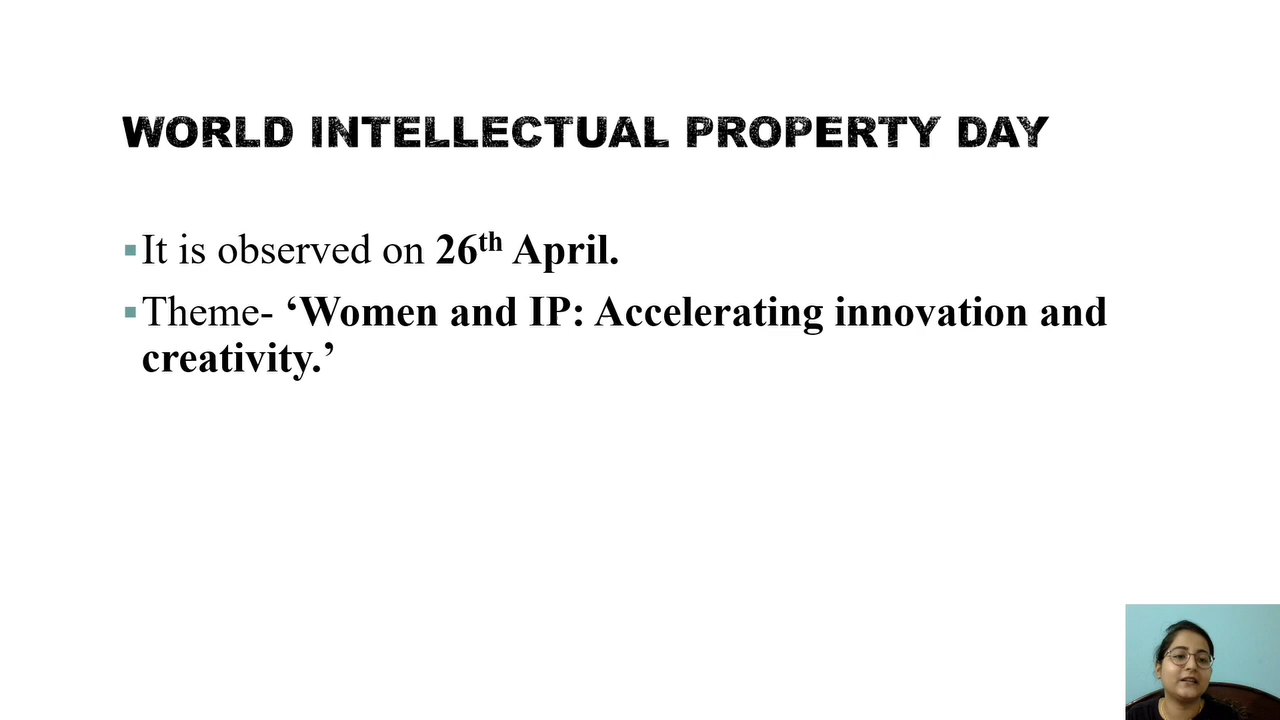 WORLD INTELLECTUAL PROPERTY DAY
▪It is observed on 26th April.
▪Theme- ‘Women and IP: Accelerating innovation and
creativity.’